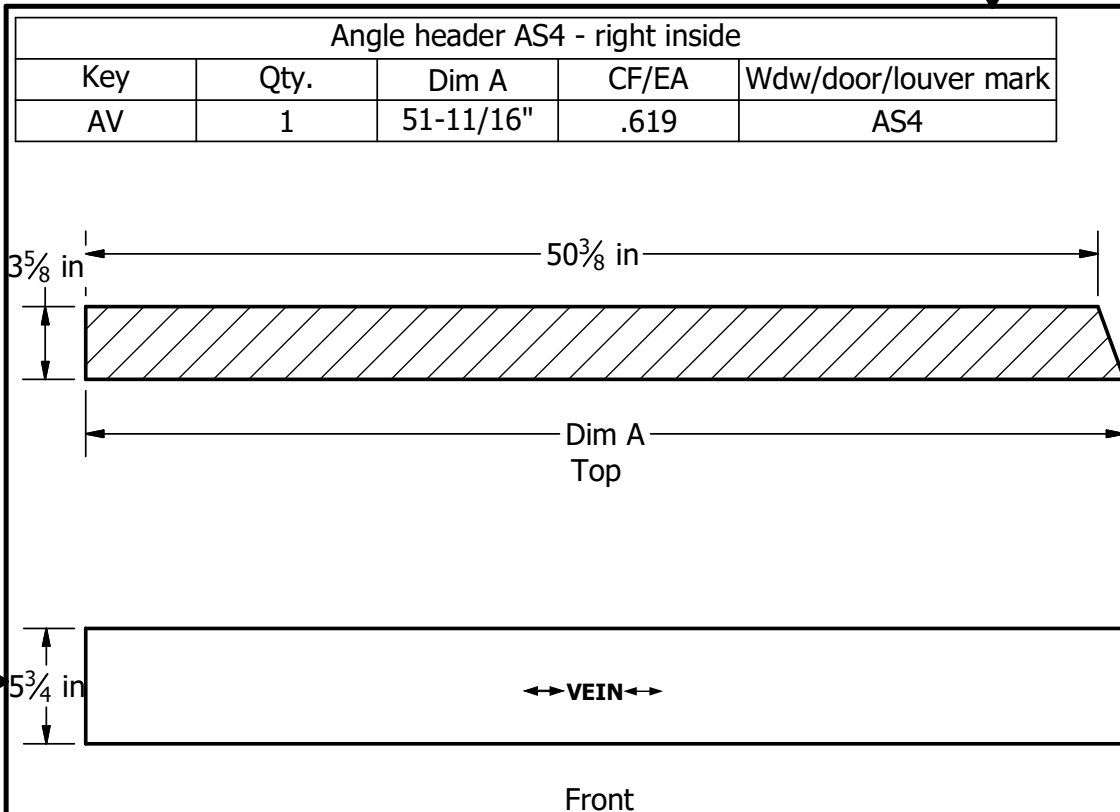 Angle header AS4 - right inside
Key Qty. Dim A CF/EA Wdw/door/louver mark
AV 1 51-11/16" .619 AS4
50⅜ in
3⅝ in
Dim A
Top
5¾ in
VEIN
Front